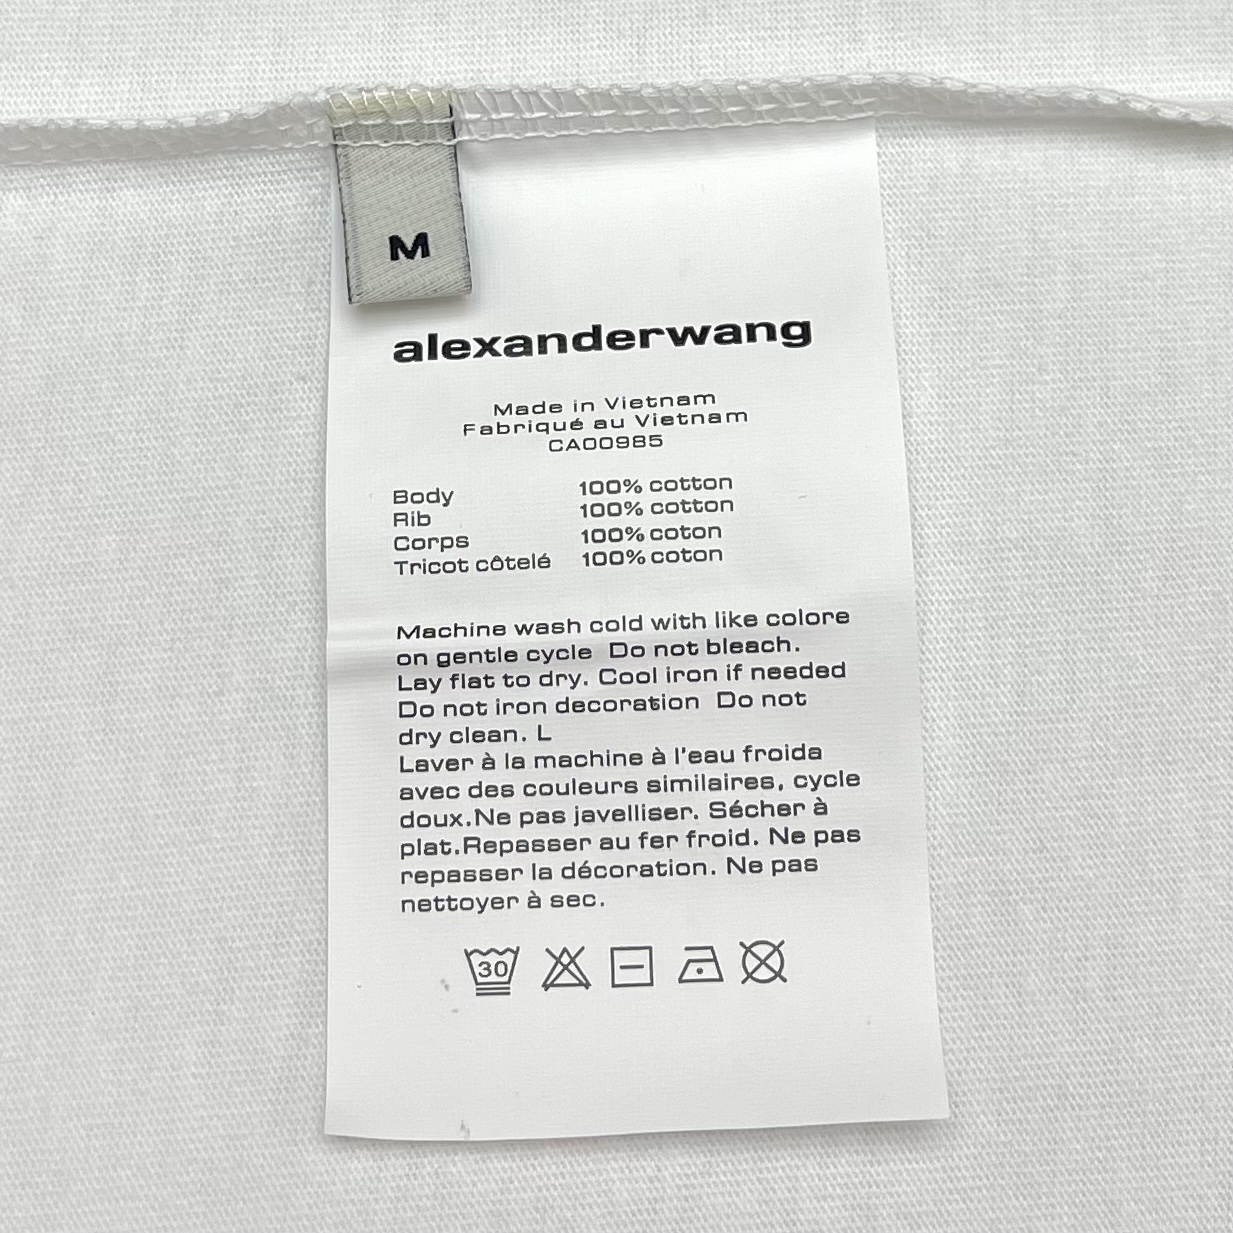 M
alexanderwang
Made in Vietnam
Fabriqué au Vietnam
CA00985
Body 100% cotton
Rib 100% cotton
Corps 100% coton
Tricot côtelé 100% coton
Machine wash cold with like colore
on gentle cycle Do not bleach.
Lay flat to dry. Cool iron if needed
Do not iron decoration Do not
dry clean. L
Laver à la machine à l'eau froida
avec des couleurs similaires, cycle
doux.Ne pas javelliser. Sécher à
plat.Repasser au fer froid. Ne pas
repasser la décoration. Ne pas
nettoyer à sec.
30